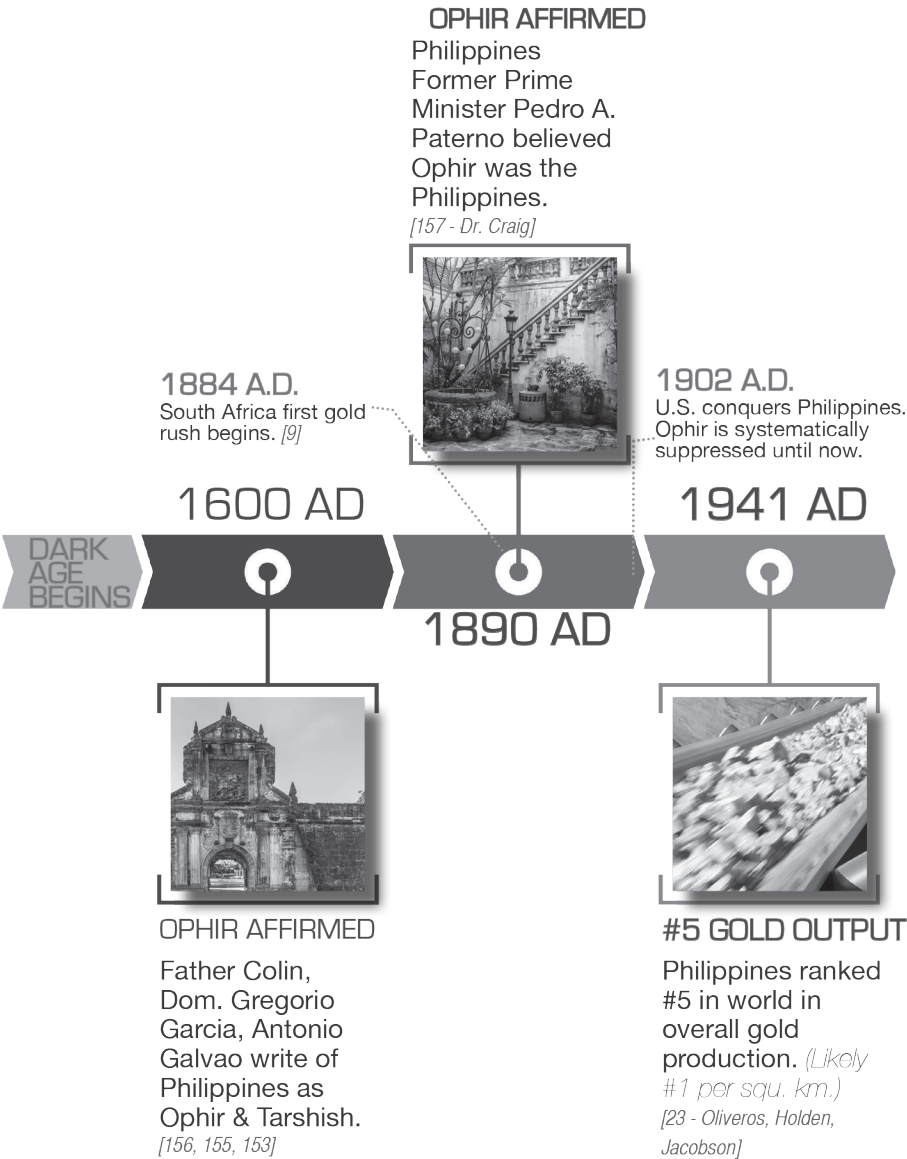 OPHIR AFFIRMED
Philippines
Former Prime
Minister Pedro A.
Paterno believed
Ophir was the
Philippines.
[157 - Dr. Craig]
1884 A.D.
South Africa first gold
rush begins. [9]
1902 A.D.
U.S. conquers Philippines.
Ophir is systematically
suppressed until now.
1600 AD
1941 AD
DARK
AGE
BEGINS
1890 AD
OPHIR AFFIRMED
Father Colin,
Dom. Gregorio
Garcia, Antonio
Galvao write of
Philippines as
Ophir & Tarshish.
[156, 155, 153]
#5 GOLD OUTPUT
Philippines ranked
#5 in world in
overall gold
production. (Likely
#1 per squ. km.)
[23 - Oliveros, Holden,
Jacobson]